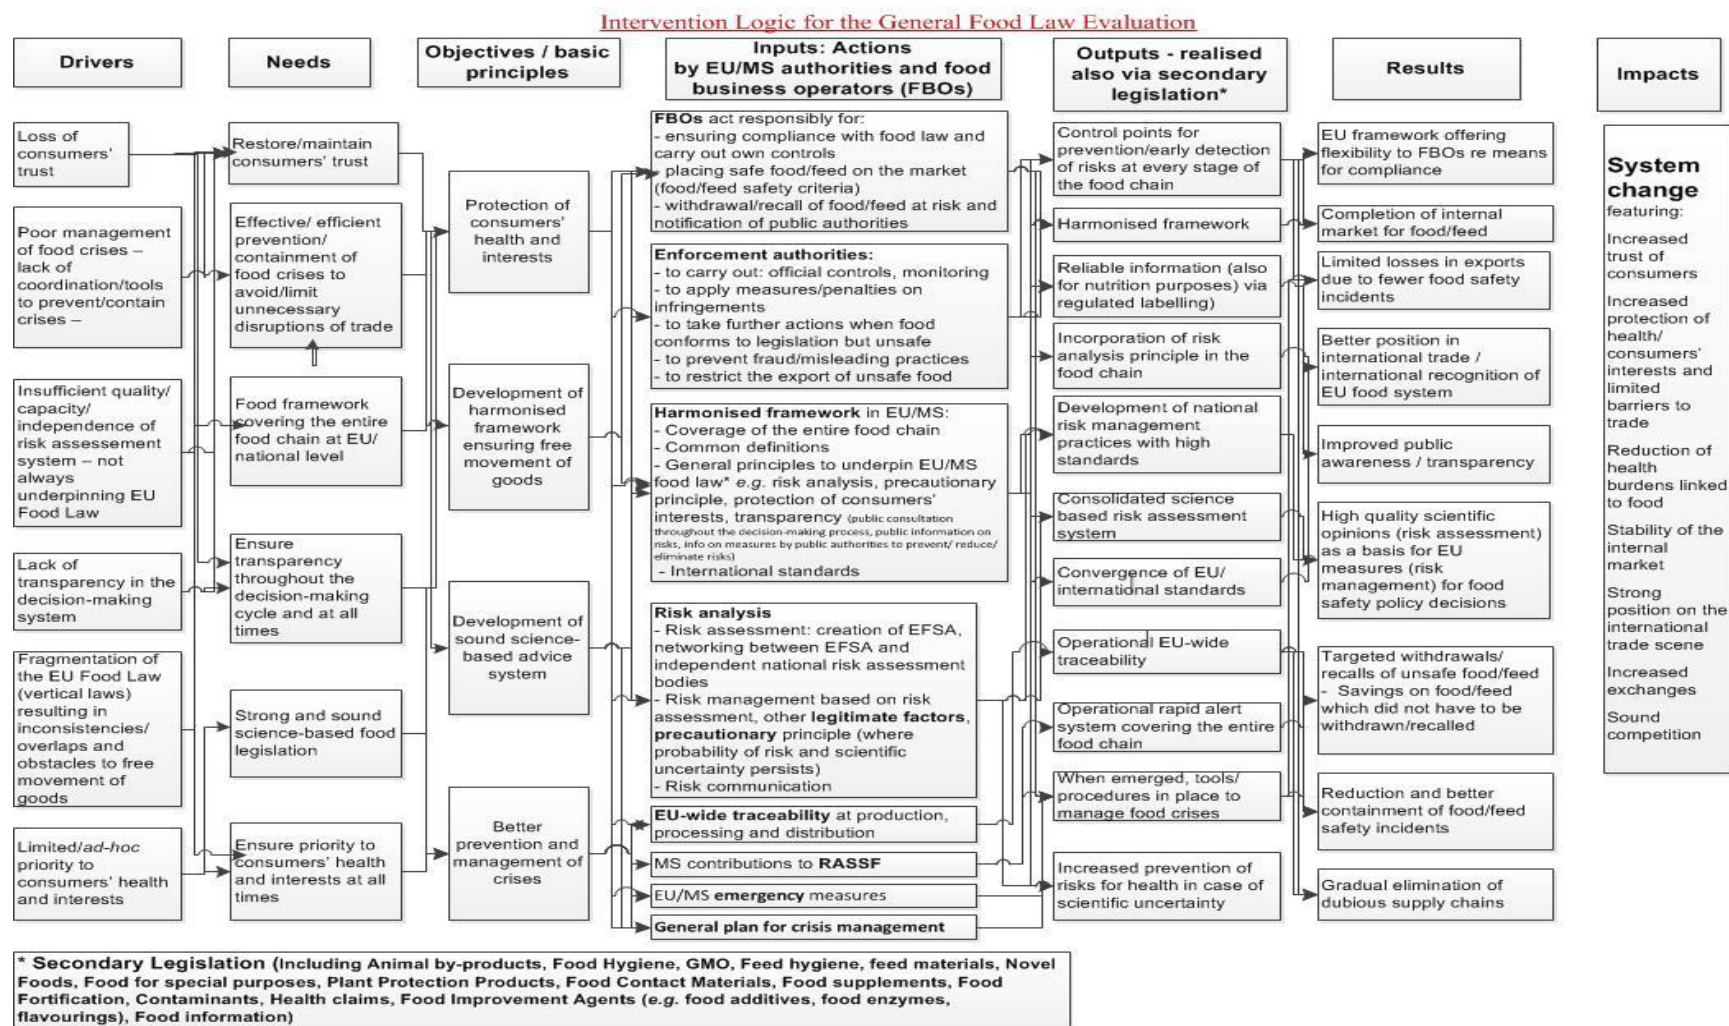 Intervention Logic for the General Food Law Evaluation
Drivers
Needs
Objectives / basic
principles
Inputs: Actions
by EU/MS authorities and food
business operators (FBOs)
Outputs - realised
also via secondary
legislation*
Results
Impacts
Loss of
consumers'
trust
Poor management
of food crises –
lack of
coordination/tools
to prevent/contain
crises –
Insufficient quality/
capacity/
independence of
risk assessement
system – not
always
underpinning EU
Food Law
Lack of
transparency in the
decision-making
system
Fragmentation of
the EU Food Law
(vertical laws)
resulting in
inconsistencies/
overlaps and
obstacles to free
movement of
goods
Limited/ad-hoc
priority to
consumers' health
and interests
Restore/maintain
consumers' trust
Effective/ efficient
prevention/
containment of
food crises to
avoid/limit
unnecessary
disruptions of trade
Food framework
covering the entire
food chain at EU/
national level
Ensure
transparency
throughout the
decision-making
cycle and at all
times
Strong and sound
science-based food
legislation
Ensure priority to
consumers' health
and interests at all
times
Protection of
consumers'
health and
interests
Development of
harmonised
framework
ensuring free
movement of
goods
Development of
sound science-
based advice
system
Better
prevention and
management of
crises
FBOs act responsibly for:
- ensuring compliance with food law and
carry out own controls
- placing safe food/feed on the market
(food/feed safety criteria)
- withdrawal/recall of food/feed at risk and
notification of public authorities
Enforcement authorities:
- to carry out: official controls, monitoring
- to apply measures/penalties on
infringements
- to take further actions when food
conforms to legislation but unsafe
- to prevent fraud/misleading practices
- to restrict the export of unsafe food
Harmonised framework in EU/MS:
- Coverage of the entire food chain
- Common definitions
- General principles to underpin EU/MS
food law* e.g. risk analysis, precautionary
principle, protection of consumers'
interests, transparency (public consultation
throughout the decision-making process, public information on
risks, info on measures by public authorities to prevent/ reduce/
eliminate risks)
- International standards
Risk analysis
- Risk assessment: creation of EFSA,
networking between EFSA and
independent national risk assessment
bodies
- Risk management based on risk
assessment, other legitimate factors,
precautionary principle (where
probability of risk and scientific
uncertainty persists)
- Risk communication
EU-wide traceability at production,
processing and distribution
MS contributions to RASSF
EU/MS emergency measures
General plan for crisis management
Control points for
prevention/early detection
of risks at every stage of
the food chain
Harmonised framework
Reliable information (also
for nutrition purposes) via
regulated labelling)
Incorporation of risk
analysis principle in the
food chain
Development of national
risk management
practices with high
standards
Consolidated science
based risk assessment
system
Convergence of EU/
international standards
Operational EU-wide
traceability
Operational rapid alert
system covering the entire
food chain
When emerged, tools/
procedures in place to
manage food crises
Increased prevention of
risks for health in case of
scientific uncertainty
EU framework offering
flexibility to FBOs re means
for compliance
Completion of internal
market for food/feed
Limited losses in exports
due to fewer food safety
incidents
Better position in
international trade /
international recognition of
EU food system
Improved public
awareness / transparency
High quality scientific
opinions (risk assessment)
as a basis for EU
measures (risk
management) for food
safety policy decisions
Targeted withdrawals/
recalls of unsafe food/feed
- Savings on food/feed
which did not have to be
withdrawn/recalled
Reduction and better
containment of food/feed
safety incidents
Gradual elimination of
dubious supply chains
System
change
featuring:
Increased
trust of
consumers
Increased
protection of
health/
consumers'
interests and
limited
barriers to
trade
Reduction of
health
burdens linked
to food
Stability of the
internal
market
Strong
position on the
international
trade scene
Increased
exchanges
Sound
competition
* Secondary Legislation (Including Animal by-products, Food Hygiene, GMO, Feed hygiene, feed materials, Novel
Foods, Food for special purposes, Plant Protection Products, Food Contact Materials, Food supplements, Food
Fortification, Contaminants, Health claims, Food Improvement Agents (e.g. food additives, food enzymes,
flavourings), Food information)